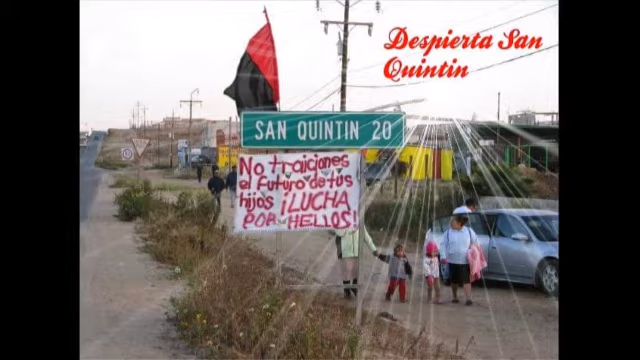 Despierta San
Quintin
SAN QUINTIN 20
No traiciones
el futuro de tus
hijos ¡LUCHA
POR HELLOS!